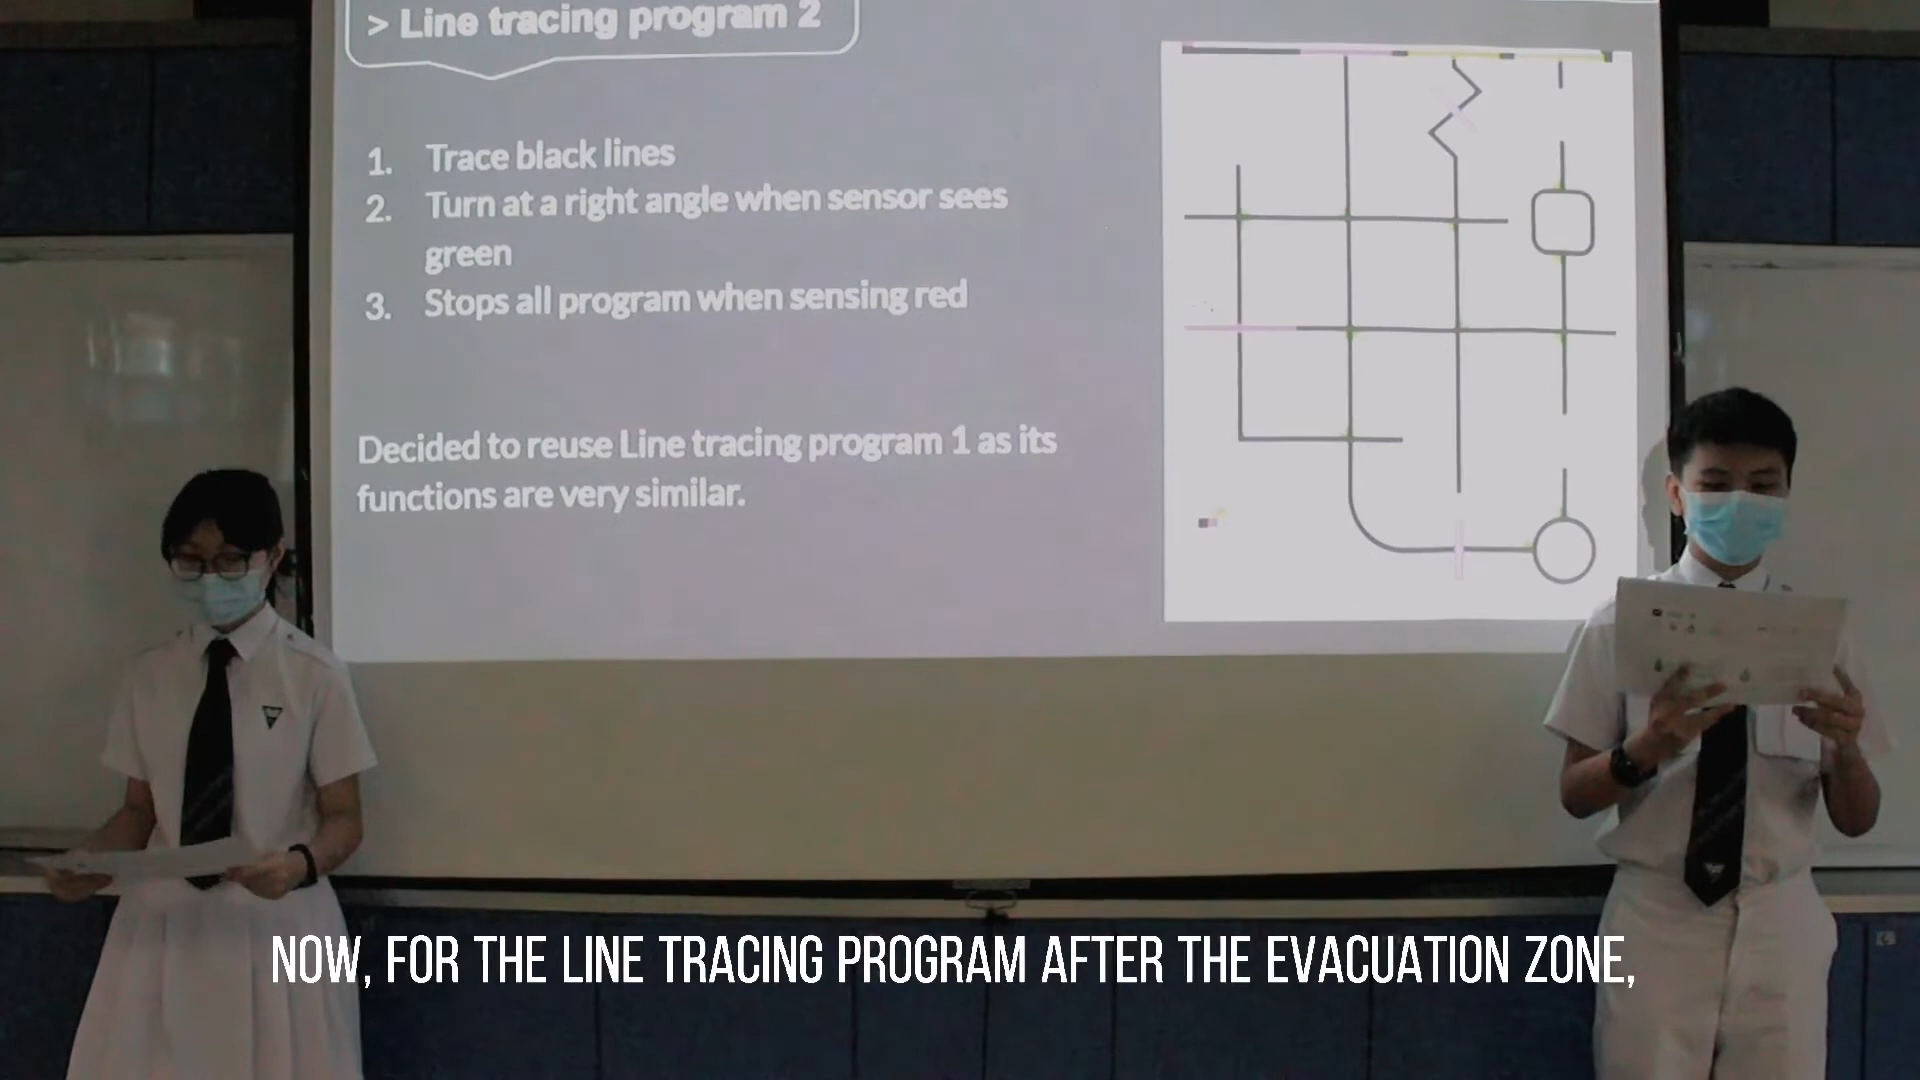 > Line tracing program 2
1. Trace black lines
2. Turn at a right angle when sensor sees
green
3. Stops all program when sensing red
Decided to reuse Line tracing program 1 as its
functions are very similar.
NOW, FOR THE LINE TRACING PROGRAM AFTER THE EVACUATION ZONE,